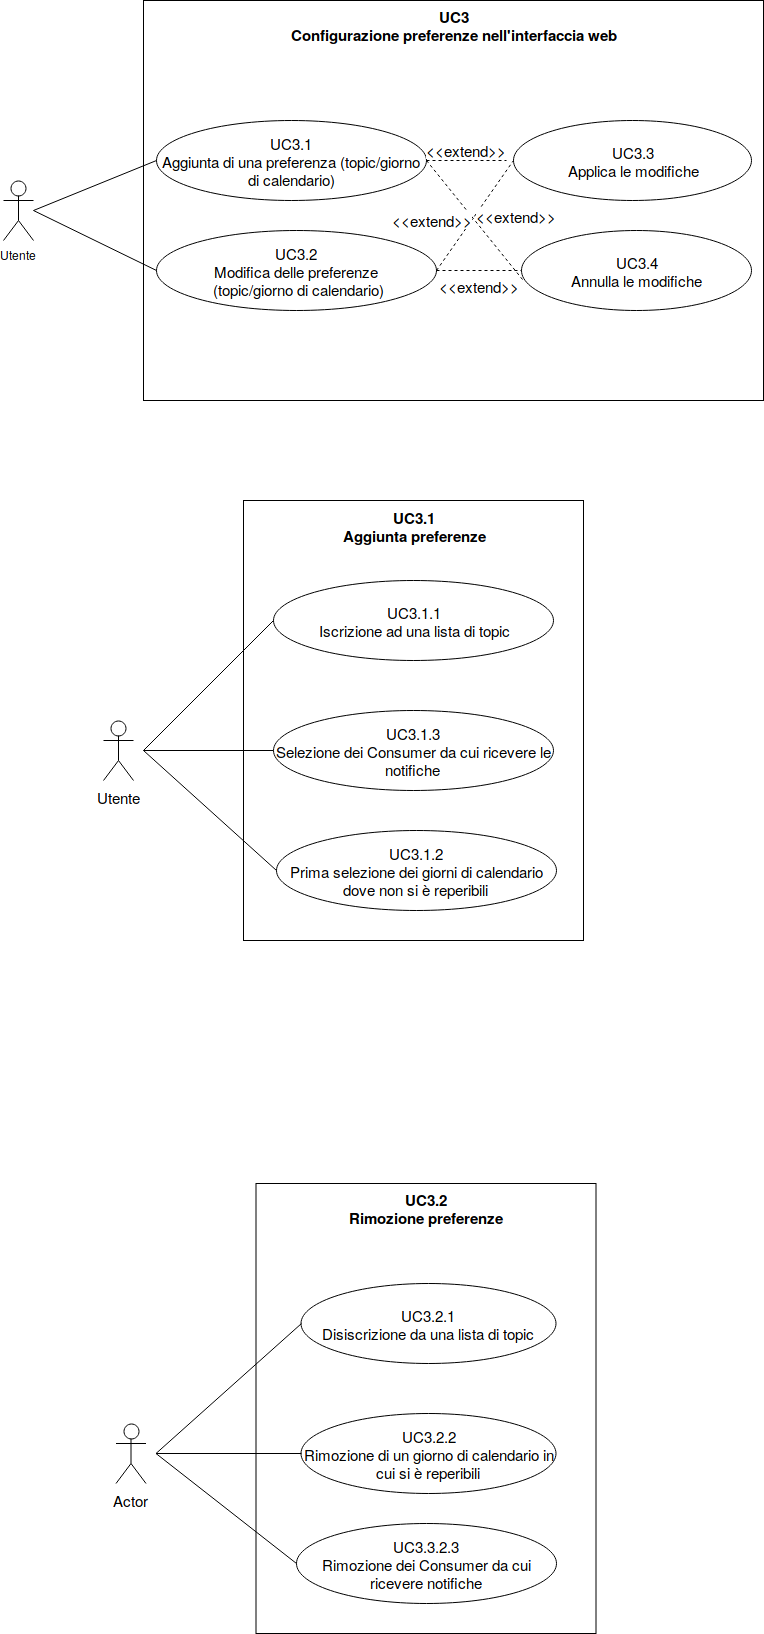 UC3
Configurazione preferenze nell'interfaccia web
UC3.1
Aggiunta di una preferenza (topic/giorno
di calendario)
<<extend>>
UC3.3
Applica le modifiche
Utente
<<extend>>
<<extend>>
UC3.2
Modifica delle preferenze
(topic/giorno di calendario)
<<extend>>
UC3.4
Annulla le modifiche
UC3.1
Aggiunta preferenze
UC3.1.1
Iscrizione ad una lista di topic
UC3.1.3
Selezione dei Consumer da cui ricevere le
notifiche
Utente
UC3.1.2
Prima selezione dei giorni di calendario
dove non si è reperibili
UC3.2
Rimozione preferenze
UC3.2.1
Disiscrizione da una lista di topic
UC3.2.2
Rimozione di un giorno di calendario in
cui si è reperibili
Actor
UC3.3.2.3
Rimozione dei Consumer da cui
ricevere notifiche